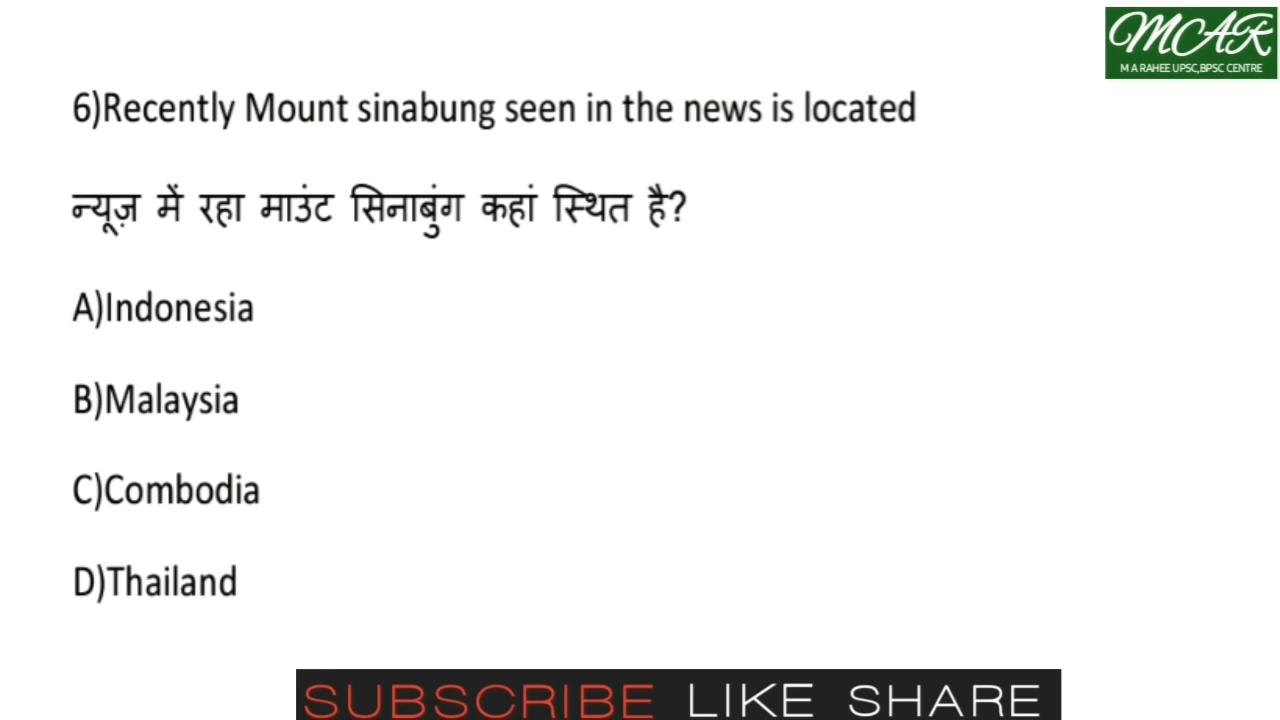 MCAR
M A RAHEE UPSC,BPSC CENTRE
6)Recently Mount sinabung seen in the news is located
न्यूज़ में रहा माउंट सिनाबुंग कहां स्थित है?
A)Indonesia
B)Malaysia
C)Combodia
D)Thailand
SUBSCRIBE LIKE SHARE